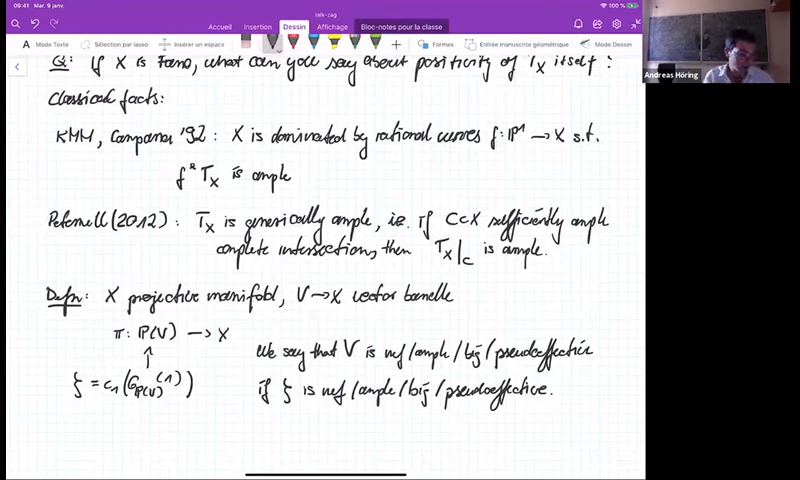 09:41 Mar. 9 janv.
talk-zag
100 %
Accueil Insertion Dessin Affichage Bloc-notes pour la classe
Mode Texte Sélection par lasso Insérer un espace Formes Entrée manuscrite géométrique Mode Dessin
Andreas Höring
Q: If X is Fano, what can you say about positivity of T_X itself?
Classical facts:
KMM, Campana '92: X is dominated by rational curves f: ℙ¹ → X s.t.
f* T_X is ample
Peternell (2012): T_X is generically ample, i.e. if C⊂X sufficiently ample
complete intersections, then T_X|_C is ample.
Defn: X projective manifold, V → X vector bundle
π: ℙ(V) → X
↑
We say that V is nef/ample/big/pseudoeffective
ξ = c₁(O_{ℙ(V)}(1))
if ξ is nef/ample/big/pseudoeffective.